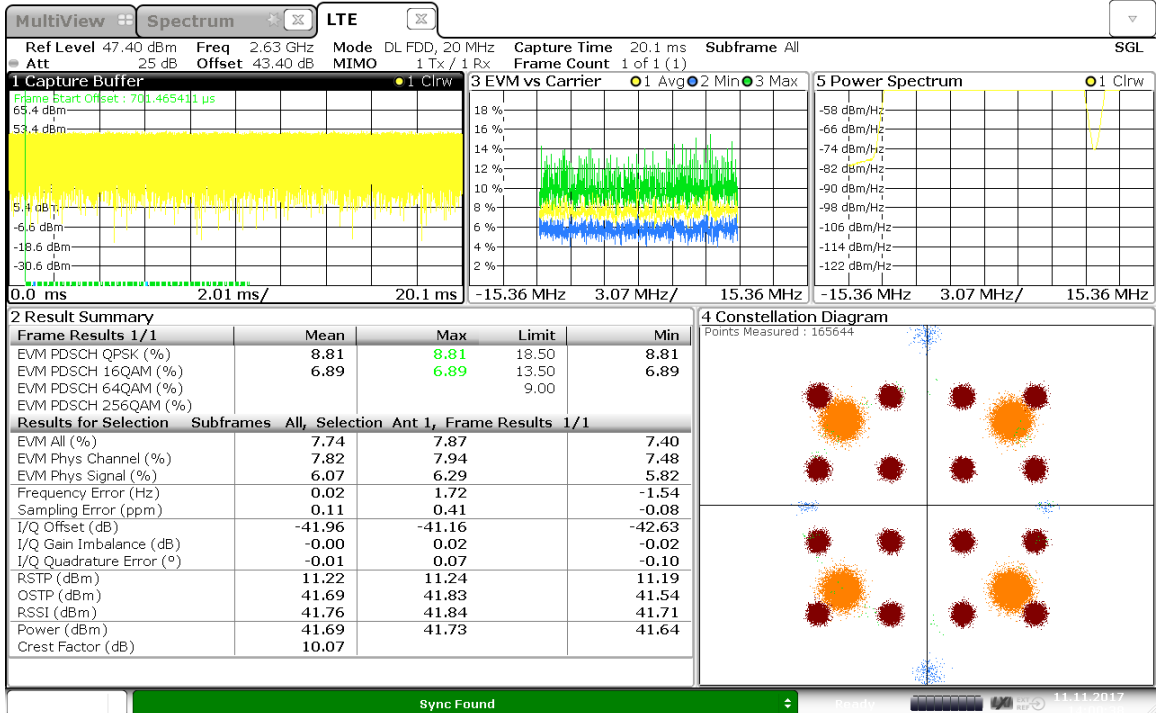 MultiView Spectrum LTE
Ref Level 47.40 dBm Freq 2.63 GHz Mode DL FDD, 20 MHz Capture Time 20.1 ms Subframe All SGL
Att 25 dB Offset 43.40 dB MIMO 1 Tx / 1 Rx Frame Count 1 of 1 (1)
1 Capture Buffer 1 Clrw
Frame Start Offset : 701.465411 µs
65.4 dBm
53.4 dBm
5.4 dBm
-6.6 dBm
-18.6 dBm
-30.6 dBm
0.0 ms 2.01 ms/ 20.1 ms
3 EVM vs Carrier 1 Avg 2 Min 3 Max
18 %
16 %
14 %
12 %
10 %
8 %
6 %
4 %
2 %
-15.36 MHz 3.07 MHz/ 15.36 MHz
5 Power Spectrum 1 Clrw
-58 dBm/Hz
-66 dBm/Hz
-74 dBm/Hz
-82 dBm/Hz
-90 dBm/Hz
-98 dBm/Hz
-106 dBm/Hz
-114 dBm/Hz
-122 dBm/Hz
-15.36 MHz 3.07 MHz/ 15.36 MHz
2 Result Summary
Frame Results 1/1 Mean Max Limit Min
EVM PDSCH QPSK (%) 8.81 8.81 18.50 8.81
EVM PDSCH 16QAM (%) 6.89 6.89 13.50 6.89
EVM PDSCH 64QAM (%) 9.00
EVM PDSCH 256QAM (%)
Results for Selection Subframes All, Selection Ant 1, Frame Results 1/1
EVM All (%) 7.74 7.87 7.40
EVM Phys Channel (%) 7.82 7.94 7.48
EVM Phys Signal (%) 6.07 6.29 5.82
Frequency Error (Hz) 0.02 1.72 -1.54
Sampling Error (ppm) 0.11 0.41 -0.08
I/Q Offset (dB) -41.96 -41.16 -42.63
I/Q Gain Imbalance (dB) -0.00 0.02 -0.02
I/Q Quadrature Error (°) -0.01 0.07 -0.10
RSTP (dBm) 11.22 11.24 11.19
OSTP (dBm) 41.69 41.83 41.54
RSSI (dBm) 41.76 41.84 41.71
Power (dBm) 41.69 41.73 41.64
Crest Factor (dB) 10.07
4 Constellation Diagram
Points Measured : 165644
Sync Found
Ready
LXI EXT REF
11.11.2017